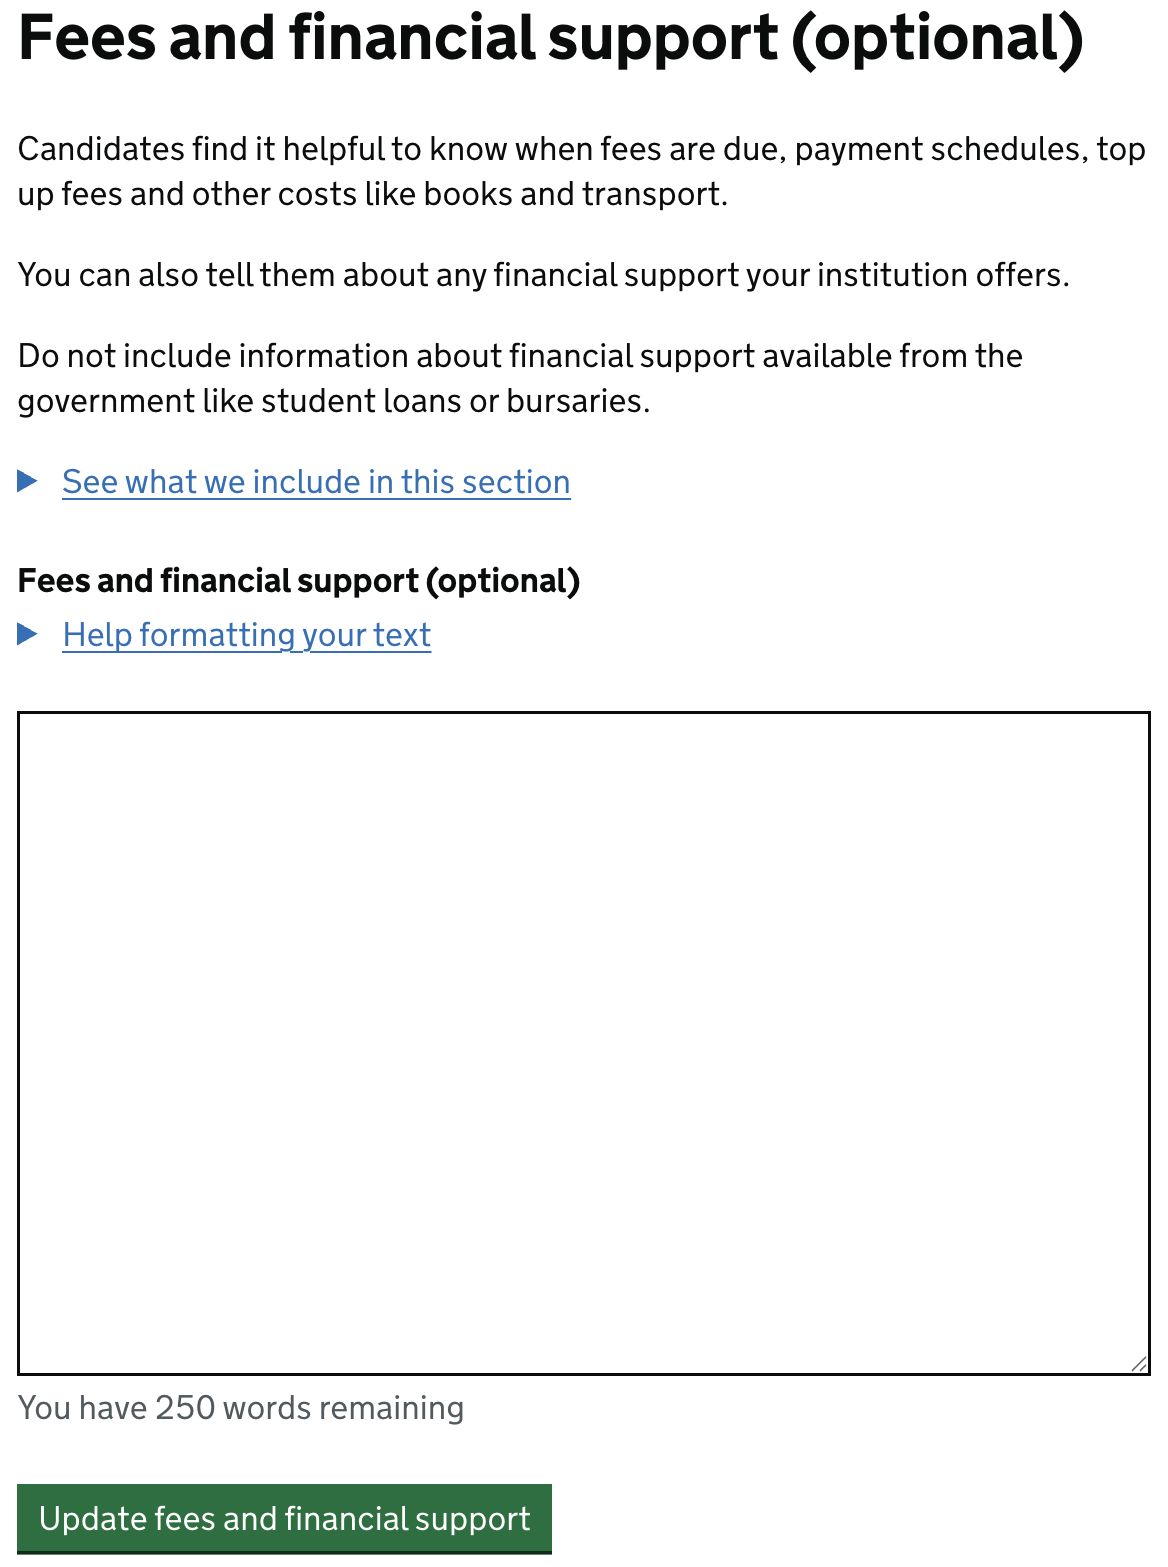 Fees and financial support (optional)
Candidates find it helpful to know when fees are due, payment schedules, top
up fees and other costs like books and transport.
You can also tell them about any financial support your institution offers.
Do not include information about financial support available from the
government like student loans or bursaries.
See what we include in this section
Fees and financial support (optional)
Help formatting your text
You have 250 words remaining
Update fees and financial support